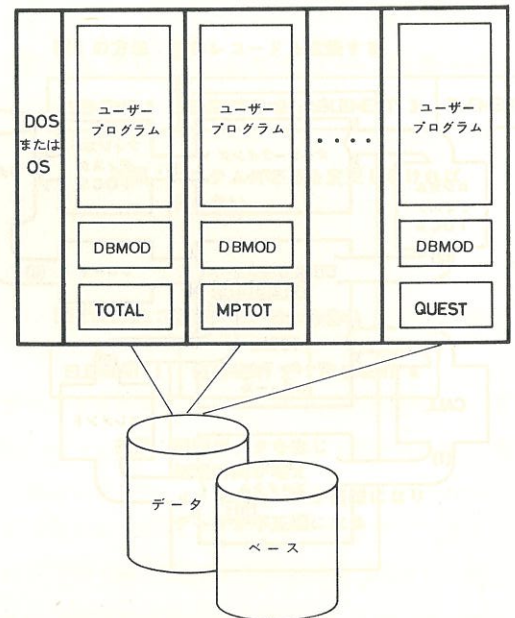 DOS
または
OS
ユーザー
プログラム
DBMOD
TOTAL
ユーザー
プログラム
DBMOD
MPTOT
・・・・
ユーザー
プログラム
DBMOD
QUEST
データ
ベース